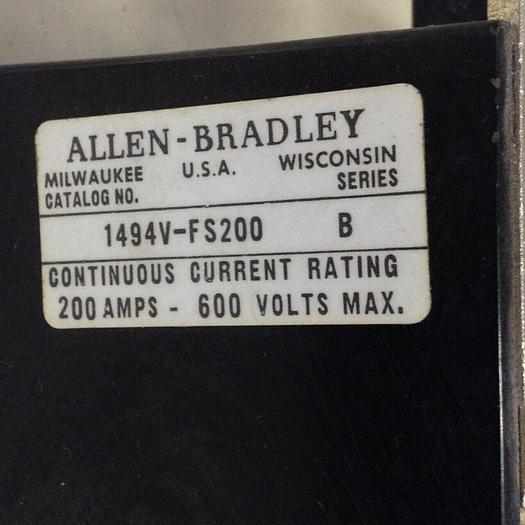 ALLEN-BRADLEY
MILWAUKEE U.S.A. WISCONSIN
CATALOG NO. SERIES
1494V-FS200 B
CONTINUOUS CURRENT RATING
200 AMPS - 600 VOLTS MAX.